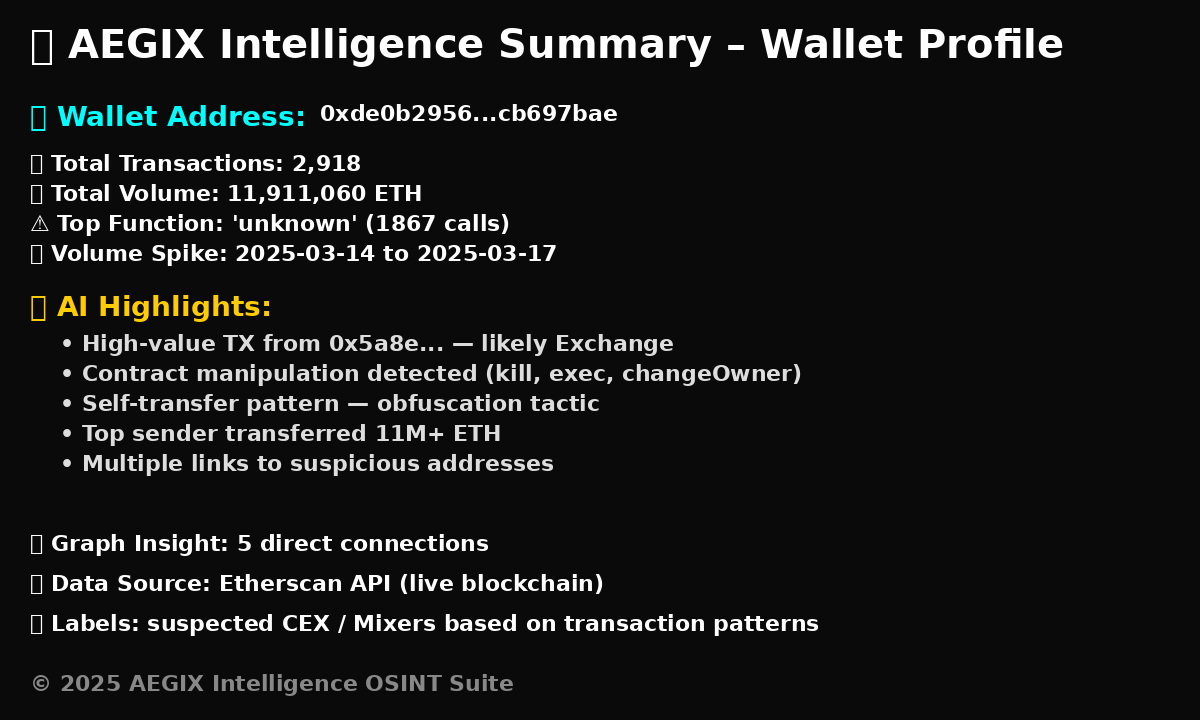 AEGIX Intelligence Summary – Wallet Profile
Wallet Address: 0xde0b2956...cb697bae
Total Transactions: 2,918
Total Volume: 11,911,060 ETH
⚠ Top Function: 'unknown' (1867 calls)
Volume Spike: 2025-03-14 to 2025-03-17
AI Highlights:
• High-value TX from 0x5a8e... — likely Exchange
• Contract manipulation detected (kill, exec, changeOwner)
• Self-transfer pattern — obfuscation tactic
• Top sender transferred 11M+ ETH
• Multiple links to suspicious addresses
Graph Insight: 5 direct connections
Data Source: Etherscan API (live blockchain)
Labels: suspected CEX / Mixers based on transaction patterns
© 2025 AEGIX Intelligence OSINT Suite